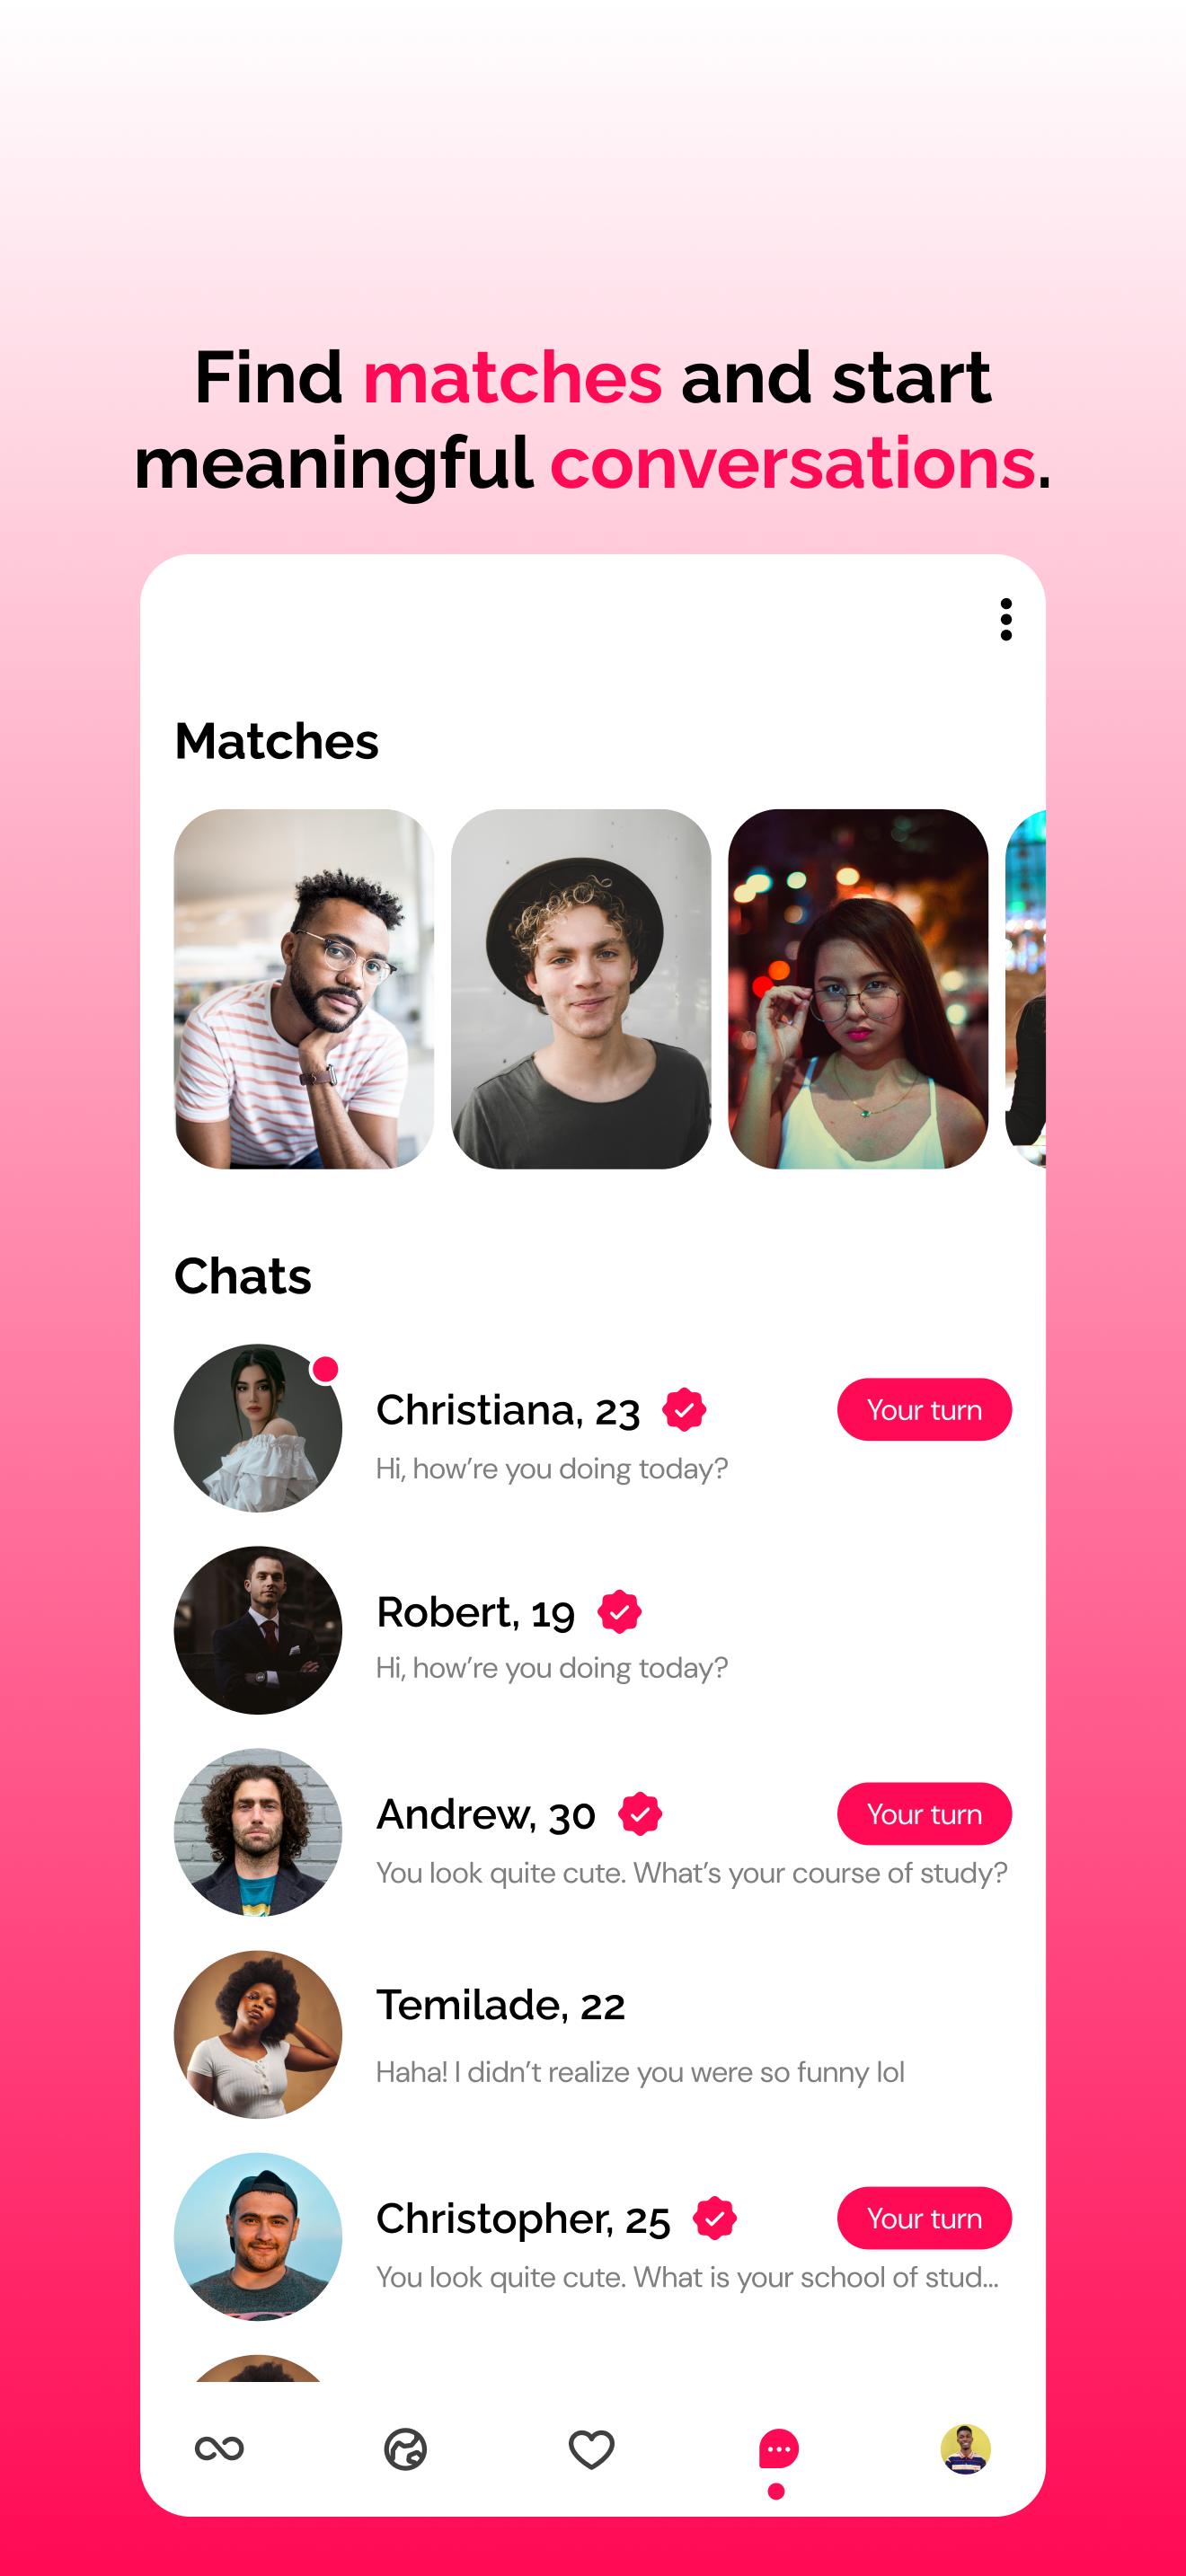 Find matches and start
meaningful conversations.
Matches
Chats
Christiana, 23
Your turn
Hi, how’re you doing today?
Robert, 19
Hi, how’re you doing today?
Andrew, 30
Your turn
You look quite cute. What’s your course of study?
Temilade, 22
Haha! I didn’t realize you were so funny lol
Christopher, 25
Your turn
You look quite cute. What is your school of stud...